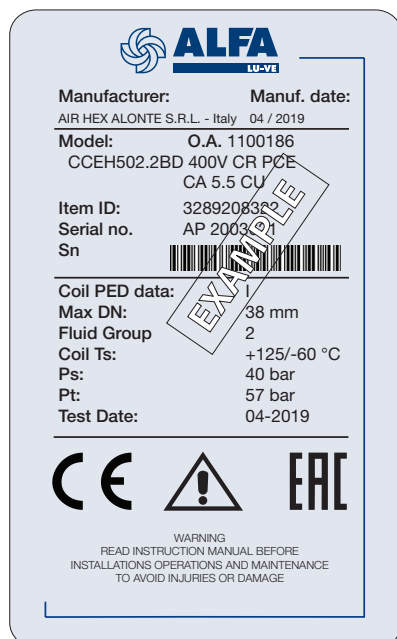 ALFA
LU-VE
Manufacturer: Manuf. date:
AIR HEX ALONTE S.R.L. - Italy 04 / 2019
Model: O.A. 1100186
CCEH502.2BD 400V CR PCE
CA 5.5 CU
Item ID:
Serial no. AP
Sn
EXAMPLE
Coil PED data: I
Max DN: 38 mm
Fluid Group 2
Coil Ts: +125/-60 °C
Ps: 40 bar
Pt: 57 bar
Test Date: 04-2019
CE EAC
WARNING
READ INSTRUCTION MANUAL BEFORE
INSTALLATIONS OPERATIONS AND MAINTENANCE
TO AVOID INJURIES OR DAMAGE